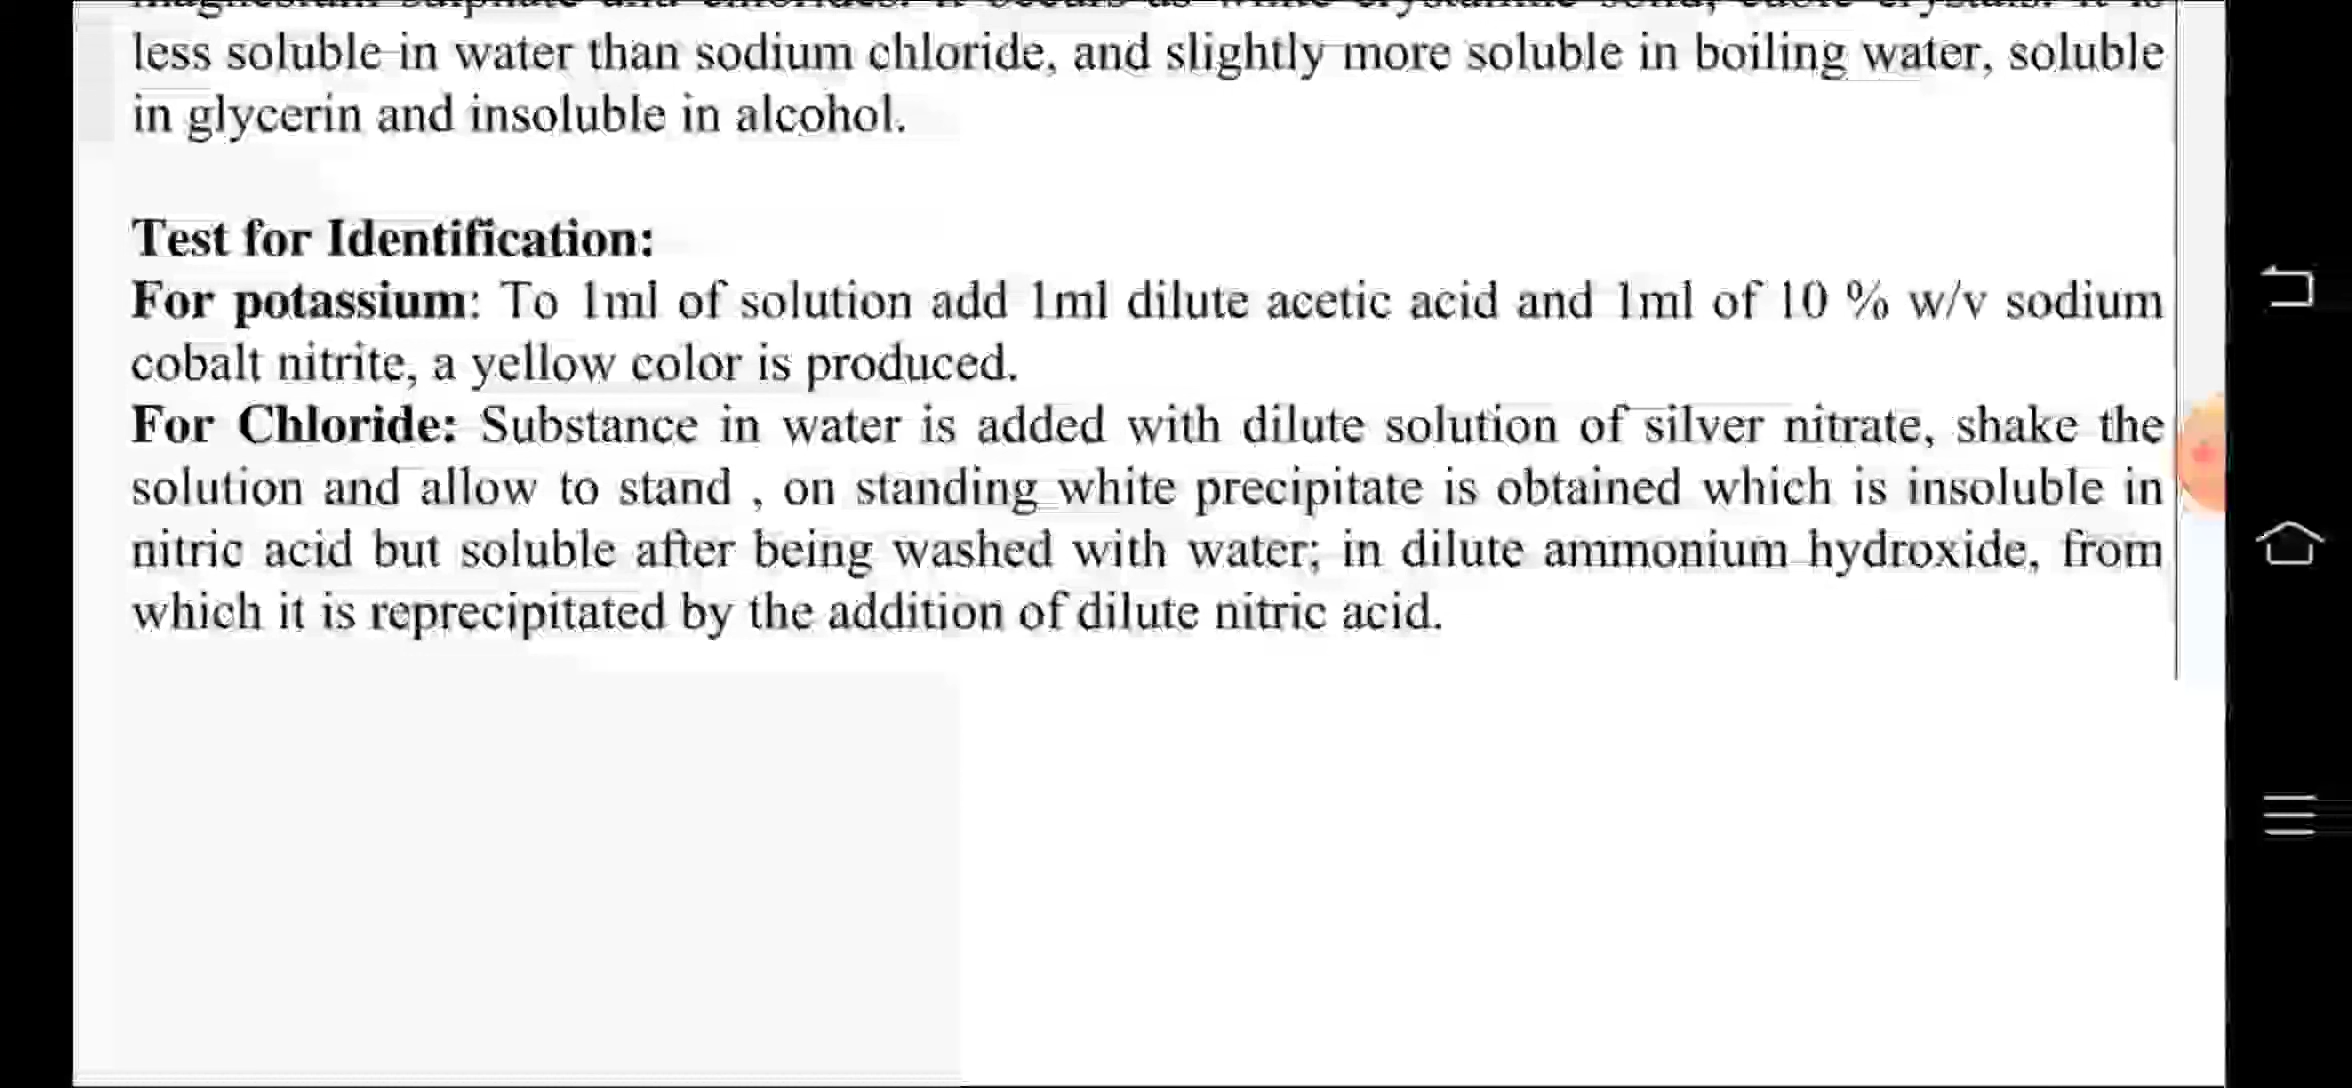 less soluble in water than sodium chloride, and slightly more soluble in boiling water, soluble
in glycerin and insoluble in alcohol.
Test for Identification:
For potassium: To 1ml of solution add 1ml dilute acetic acid and 1ml of 10 % w/v sodium
cobalt nitrite, a yellow color is produced.
For Chloride: Substance in water is added with dilute solution of silver nitrate, shake the
solution and allow to stand , on standing white precipitate is obtained which is insoluble in
nitric acid but soluble after being washed with water; in dilute ammonium hydroxide, from
which it is reprecipitated by the addition of dilute nitric acid.